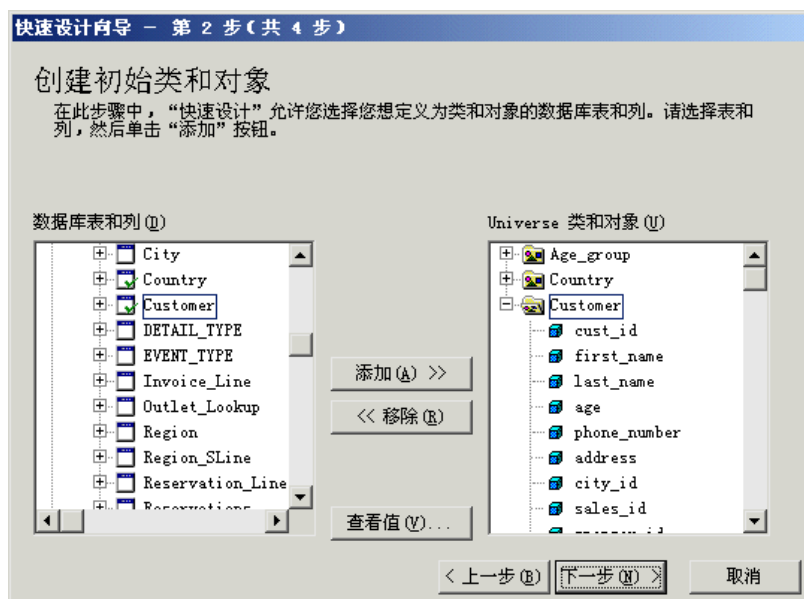 快速设计向导 - 第 2 步(共 4 步)
创建初始类和对象
在此步骤中，“快速设计”允许您选择您想定义为类和对象的数据库表和列。请选择表和
列，然后单击“添加”按钮。
数据库表和列(D)
Universe 类和对象(U)
City
Country
Customer
DETAIL_TYPE
EVENT_TYPE
Invoice_Line
Outlet_Lookup
Region
Region_SLine
Reservation_Line
Reservations
添加(A) >>
<< 移除(R)
查看值(V)...
Age_group
Country
Customer
cust_id
first_name
last_name
age
phone_number
address
city_id
sales_id
< 上一步(B)
下一步(N) >
取消